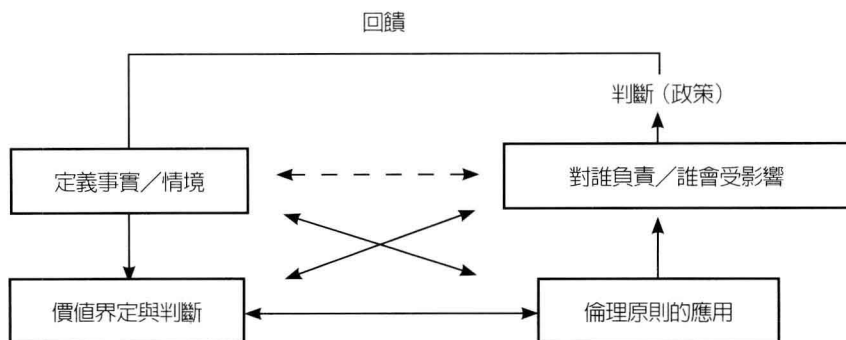 回饋
判斷（政策）
定義事實／情境
對誰負責／誰會受影響
價值界定與判斷
倫理原則的應用